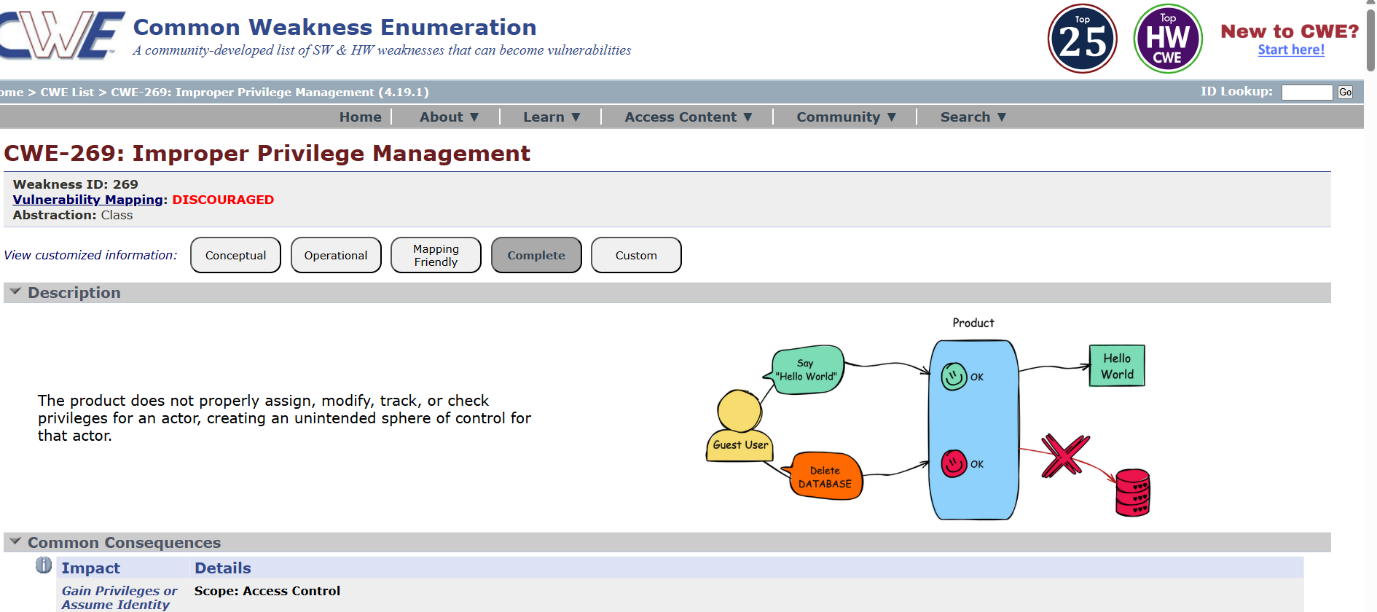 CWE
Common Weakness Enumeration
A community-developed list of SW & HW weaknesses that can become vulnerabilities
Top
25
Top
HW
CWE
New to CWE?
Start here!
ome > CWE List > CWE-269: Improper Privilege Management (4.19.1)
ID Lookup:
Go
Home
About ▼
Learn ▼
Access Content ▼
Community ▼
Search ▼
CWE-269: Improper Privilege Management
Weakness ID: 269
Vulnerability Mapping: DISCOURAGED
Abstraction: Class
View customized information:
Conceptual
Operational
Mapping
Friendly
Complete
Custom
Description
The product does not properly assign, modify, track, or check
privileges for an actor, creating an unintended sphere of control for
that actor.
Product
Say
"Hello World"
OK
Hello
World
Guest User
Delete
DATABASE
OK
Common Consequences
Impact
Details
Gain Privileges or
Assume Identity
Scope: Access Control